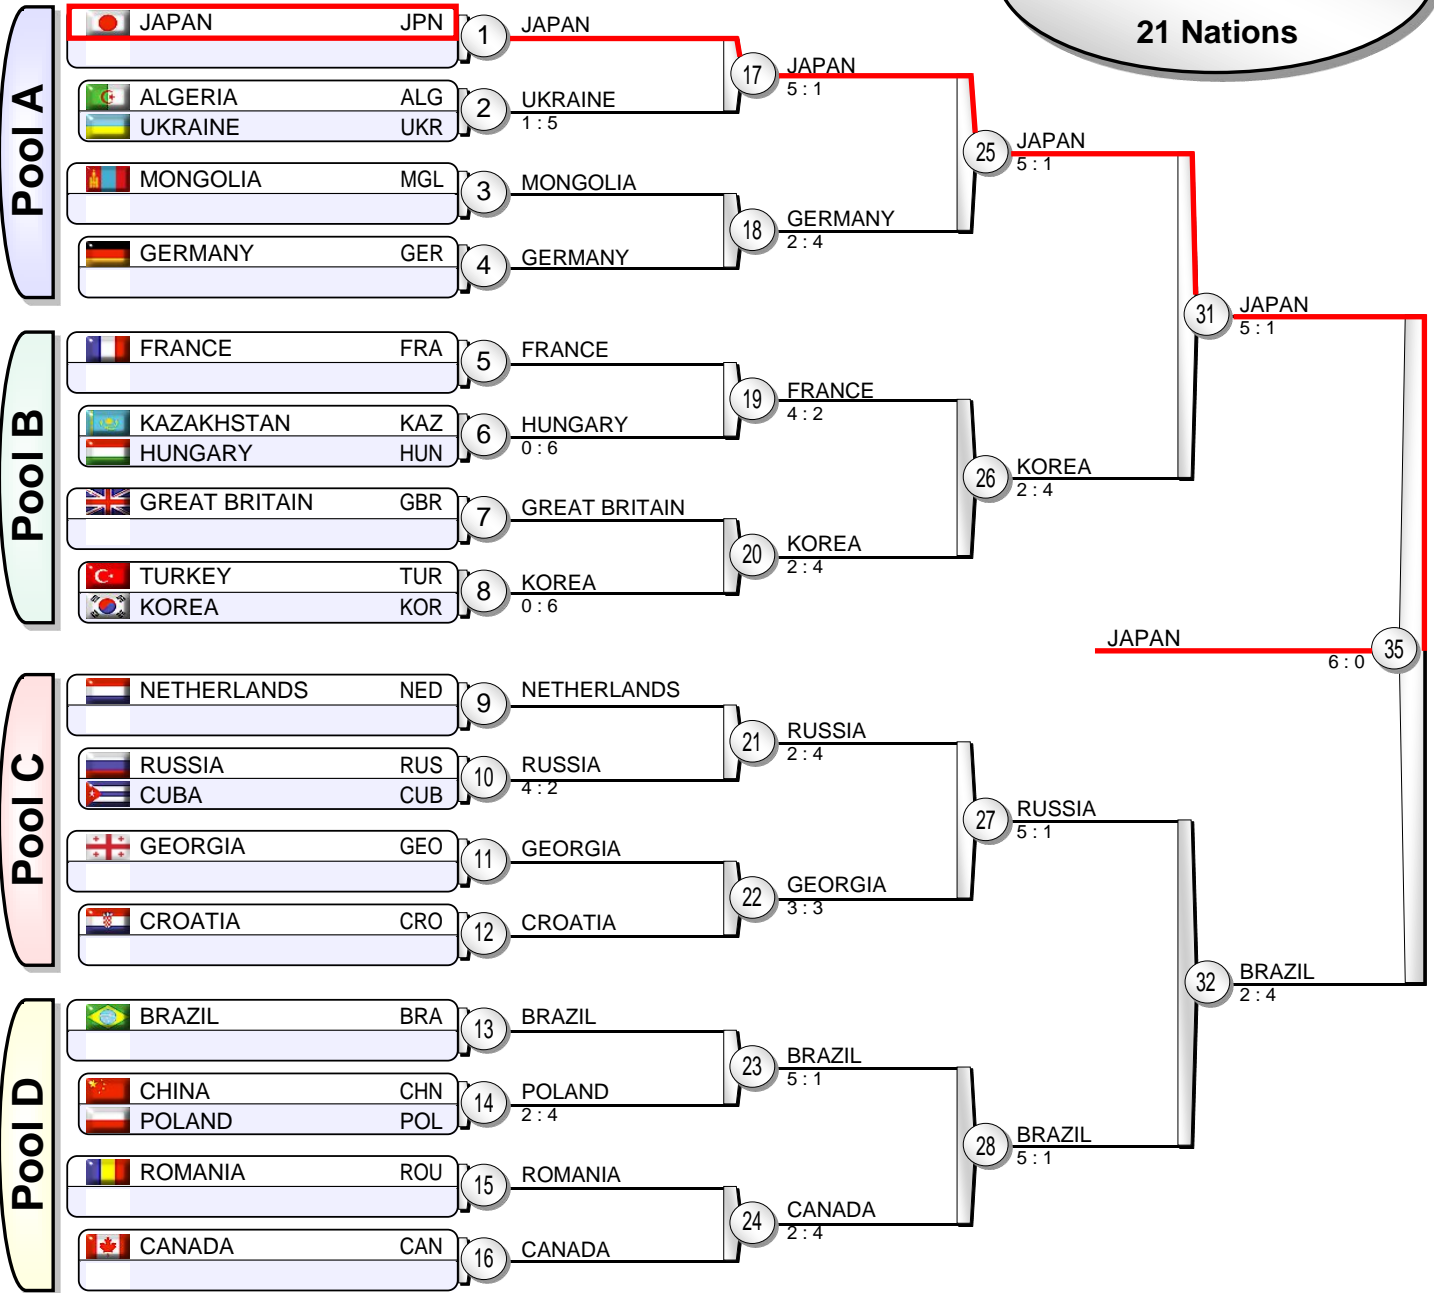 21 Nations
Pool A
JAPAN JPN
1
JAPAN
17
JAPAN
5 : 1
ALGERIA ALG
UKRAINE UKR
2
UKRAINE
1 : 5
25
JAPAN
5 : 1
MONGOLIA MGL
3
MONGOLIA
18
GERMANY
2 : 4
GERMANY GER
4
GERMANY
31
JAPAN
5 : 1
Pool B
FRANCE FRA
5
FRANCE
19
FRANCE
4 : 2
KAZAKHSTAN KAZ
HUNGARY HUN
6
HUNGARY
0 : 6
26
KOREA
2 : 4
GREAT BRITAIN GBR
7
GREAT BRITAIN
20
KOREA
2 : 4
TURKEY TUR
KOREA KOR
8
KOREA
0 : 6
JAPAN
6 : 0
35
Pool C
NETHERLANDS NED
9
NETHERLANDS
21
RUSSIA
2 : 4
RUSSIA RUS
CUBA CUB
10
RUSSIA
4 : 2
27
RUSSIA
5 : 1
GEORGIA GEO
11
GEORGIA
22
GEORGIA
3 : 3
CROATIA CRO
12
CROATIA
32
BRAZIL
2 : 4
Pool D
BRAZIL BRA
13
BRAZIL
23
BRAZIL
5 : 1
CHINA CHN
POLAND POL
14
POLAND
2 : 4
28
BRAZIL
5 : 1
ROMANIA ROU
15
ROMANIA
24
CANADA
2 : 4
CANADA CAN
16
CANADA